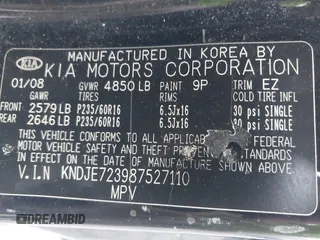 MANUFACTURED IN KOREA BY
KIA KIA MOTORS CORPORATION
01/08 GVWR 4850 LB PAINT 9P TRIM EZ
GAWR TIRES RIMS COLD TIRE INFL
FRONT 2579 LB P235/60R16 6.5Jx16 30 psi SINGLE
REAR 2646 LB P235/60R16 6.5Jx16 30 psi SINGLE
THIS VEHICLE CONFORMS TO ALL APPLICABLE FEDERAL
MOTOR VEHICLE SAFETY THEFT PREVENTION
STANDARDS IN EFFECT ON THE DATE OF
MANUFACTURE SHOWN ABOVE.
V.I.N KNDJE723987527110
MPV
DREAMBID